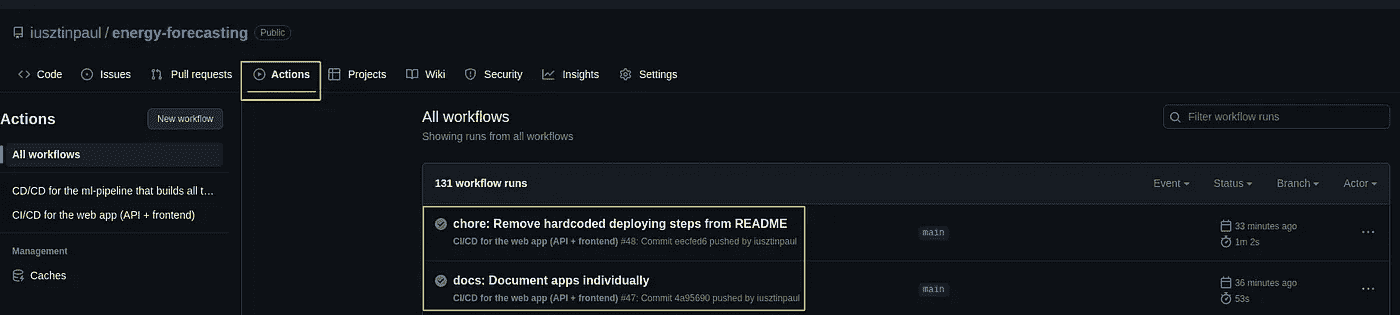 iusztinpaul / energy-forecasting Public
Code Issues Pull requests Actions Projects Wiki Security Insights Settings
Actions New workflow
All workflows
CD/CD for the ml-pipeline that builds all t...
CI/CD for the web app (API + frontend)
Management
Caches
All workflows
Showing runs from all workflows
Filter workflow runs
131 workflow runs
Event Status Branch Actor
chore: Remove hardcoded deploying steps from README
CI/CD for the web app (API + frontend) #48: Commit eecfed6 pushed by iusztinpaul
main
33 minutes ago
1m 2s
docs: Document apps individually
CI/CD for the web app (API + frontend) #47: Commit 4a95690 pushed by iusztinpaul
main
36 minutes ago
53s